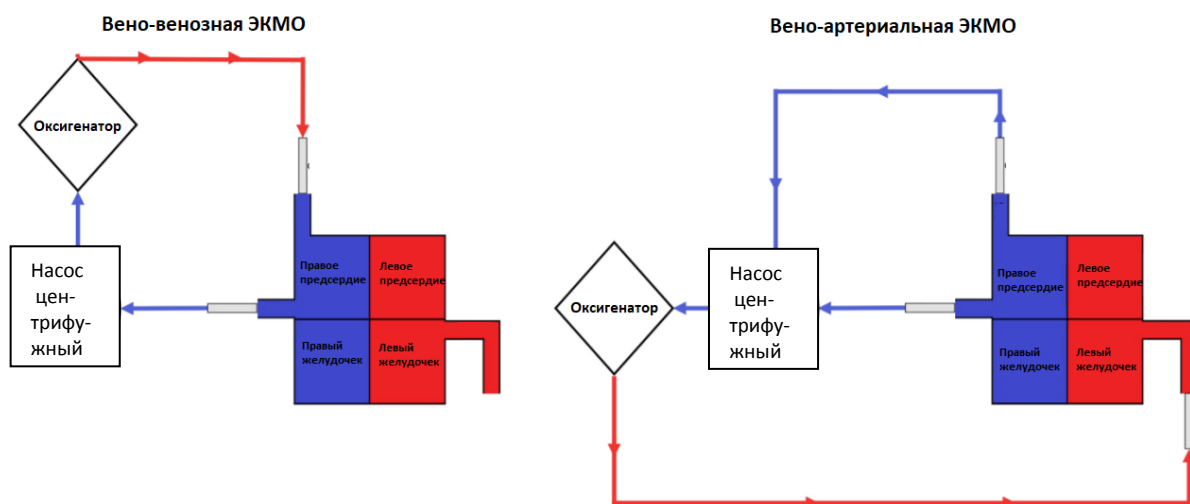 Вено-венозная ЭКМО
Оксигенатор
Насос
цен-
трифу-
жный
Правое
предсердие
Левое
предсердие
Правый
желудочек
Левый
желудочек
Вено-артериальная ЭКМО
Оксигенатор
Насос
цен-
трифу-
жный
Правое
предсердие
Левое
предсердие
Правый
желудочек
Левый
желудочек